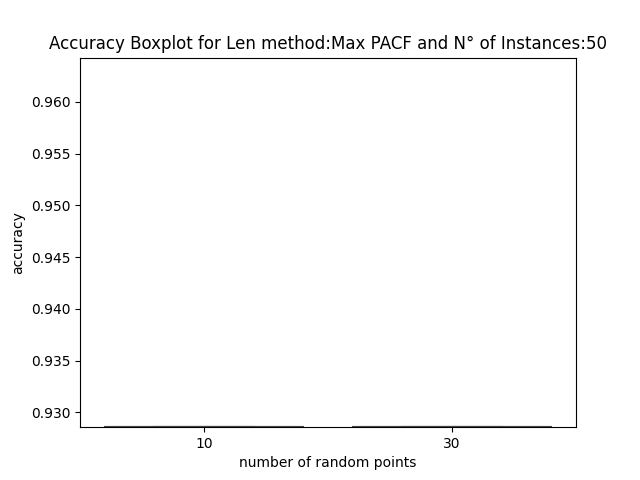 Accuracy Boxplot for Len method:Max PACF and N° of Instances:50
0.960
0.955
0.950
0.945
0.940
0.935
0.930
accuracy
10 30
number of random points